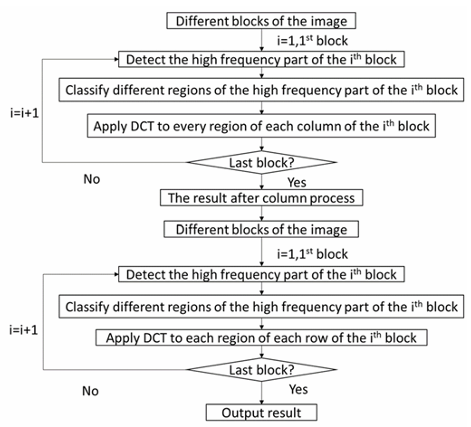 Different blocks of the image
i=1,1st block
Detect the high frequency part of the ith block
Classify different regions of the high frequency part of the ith block
i=i+1
Apply DCT to every region of each column of the ith block
Last block?
No
Yes
The result after column process
Different blocks of the image
i=1,1st block
Detect the high frequency part of the ith block
Classify different regions of the high frequency part of the ith block
i=i+1
Apply DCT to each region of each row of the ith block
Last block?
No
Yes
Output result